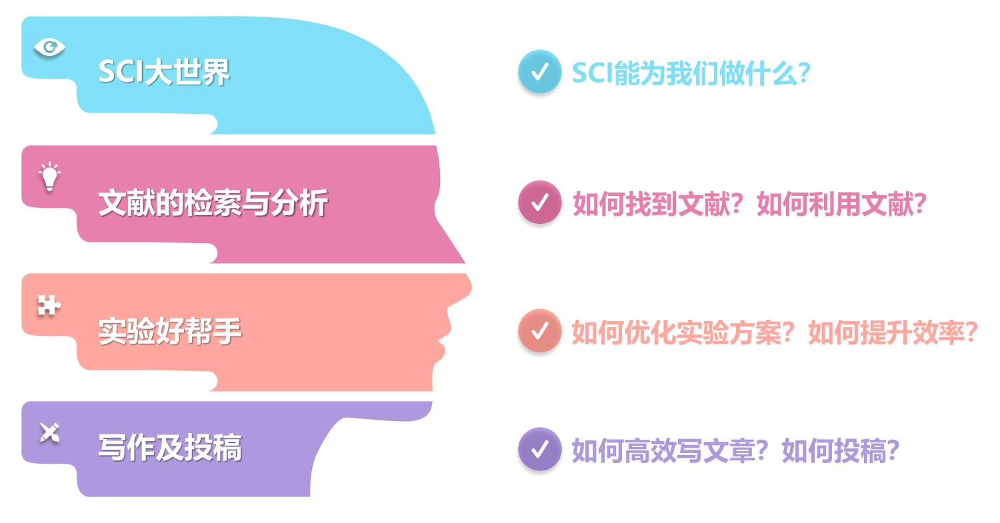 SCI大世界
SCI能为我们做什么？
文献的检索与分析
如何找到文献？如何利用文献？
实验好帮手
如何优化实验方案？如何提升效率？
写作及投稿
如何高效写文章？如何投稿？